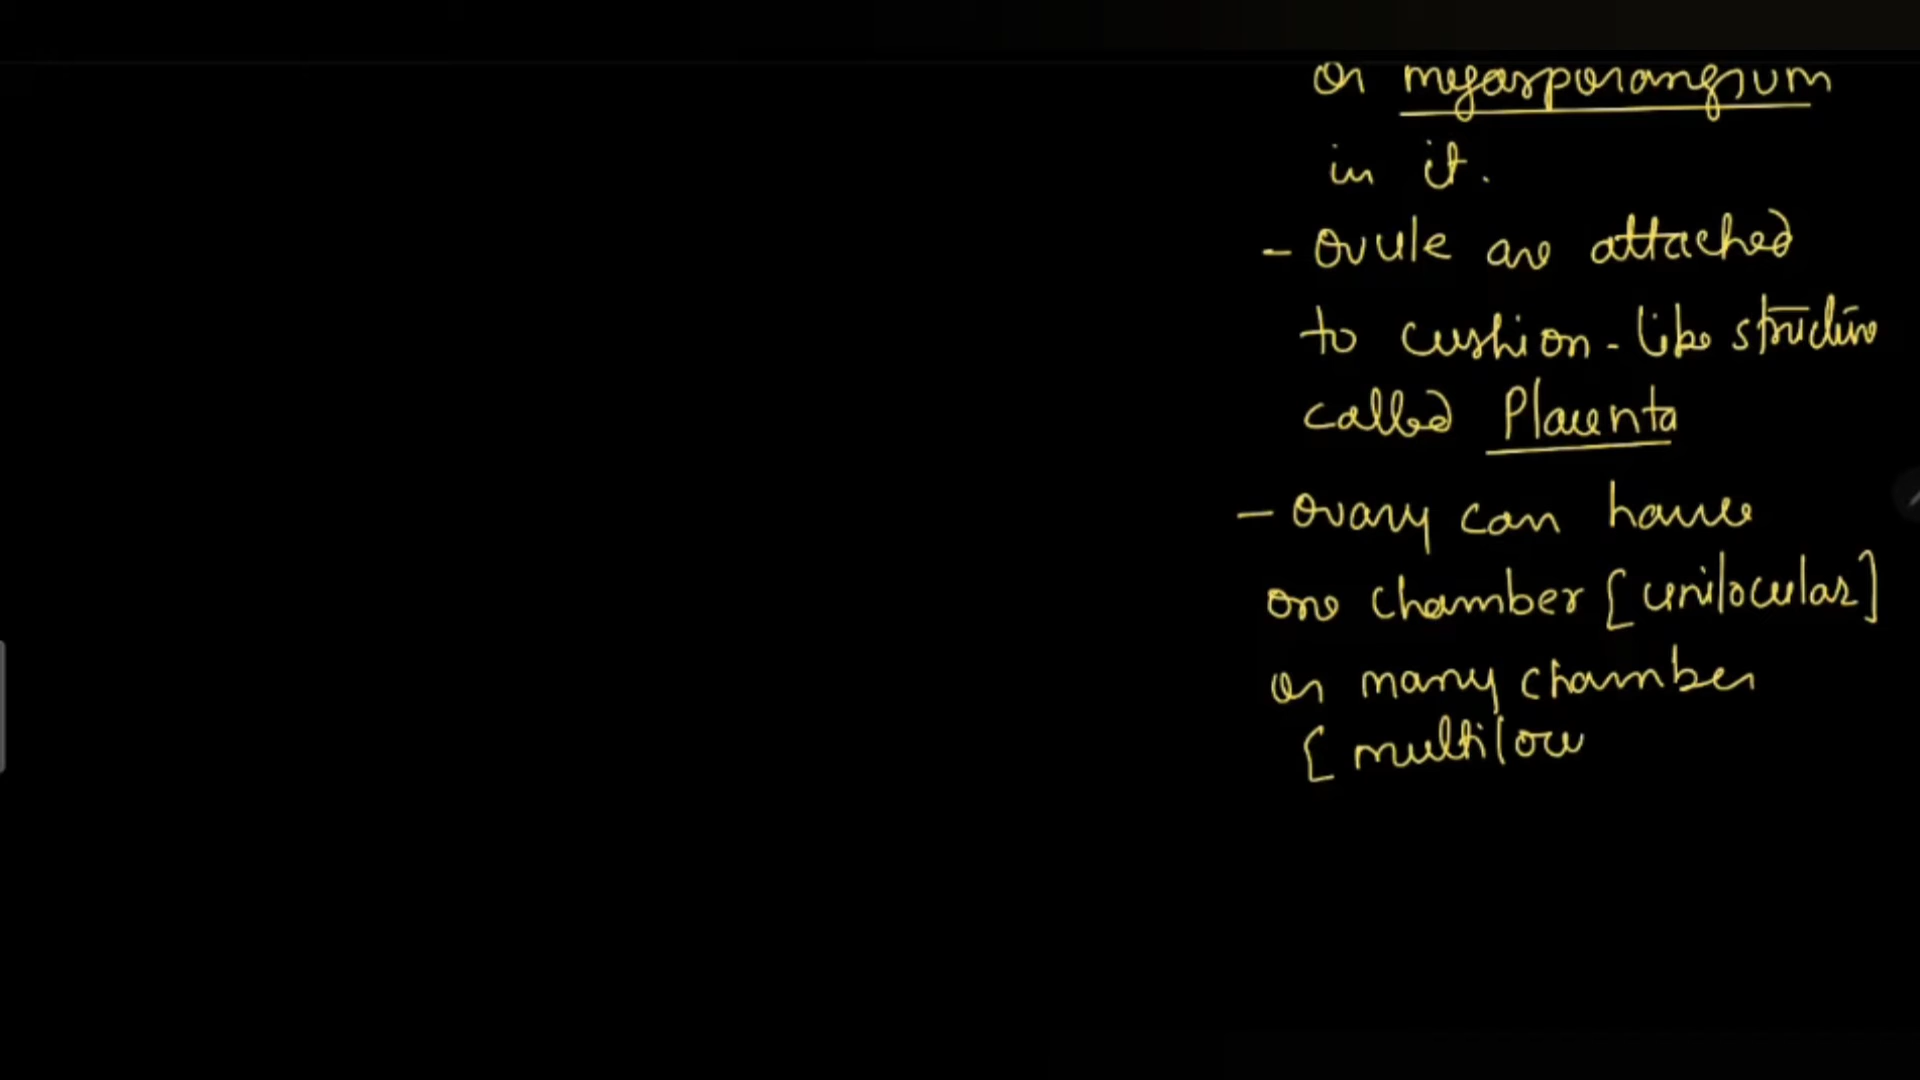 or megasporangium
in it.
- Ovule are attached
to cushion-like structure
called Placenta
- Ovary can have
one chamber [unilocular]
or many chamber
[ multilocu